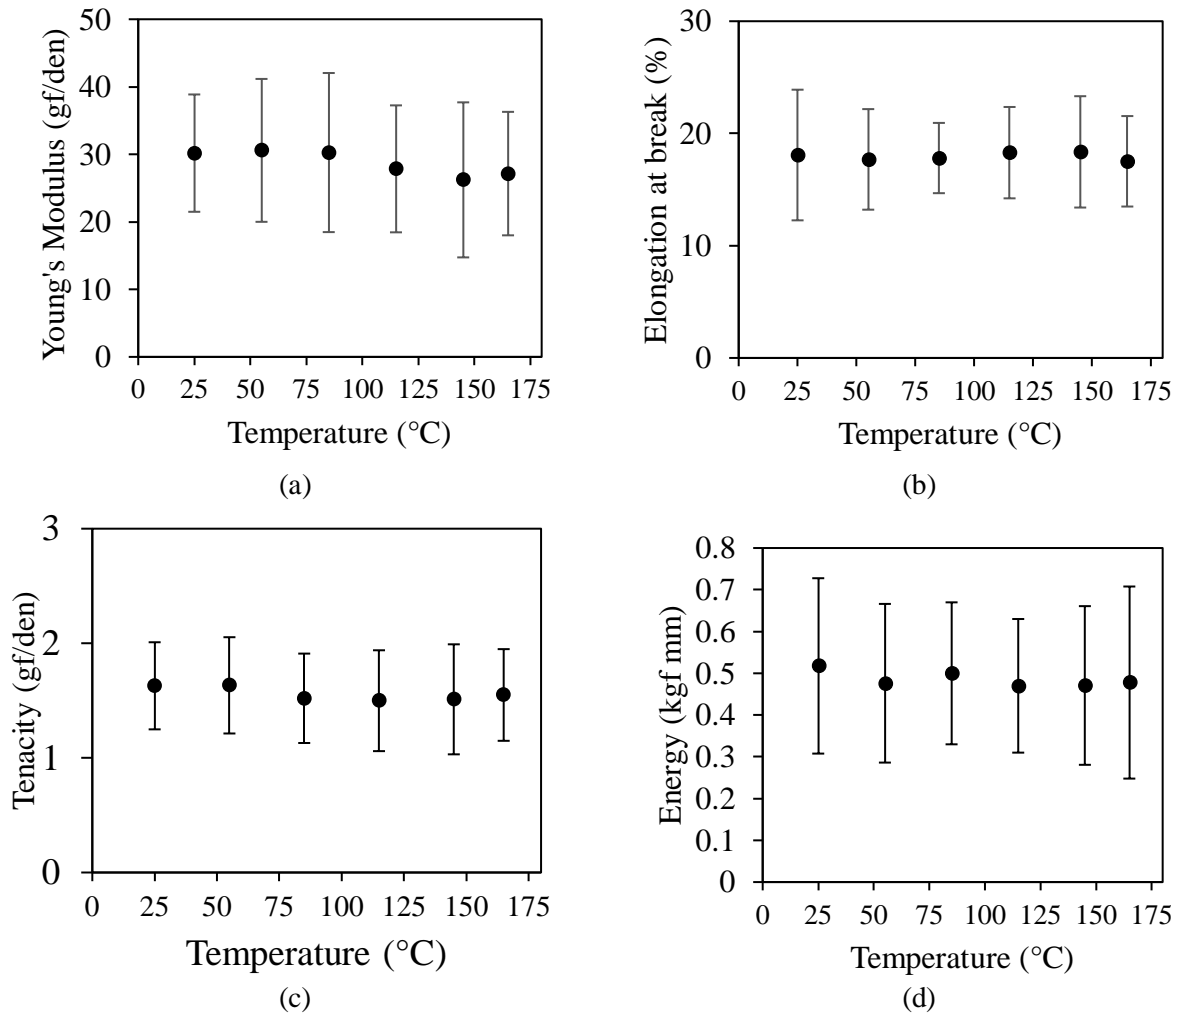 Young's Modulus (gf/den)
50
40
30
20
10
0
0 25 50 75 100 125 150 175
Temperature (°C)
(a)
Elongation at break (%)
30
20
10
0
0 25 50 75 100 125 150 175
Temperature (°C)
(b)
Tenacity (gf/den)
3
2
1
0
0 25 50 75 100 125 150 175
Temperature (°C)
(c)
Energy (kgf mm)
0.8
0.7
0.6
0.5
0.4
0.3
0.2
0.1
0
0 25 50 75 100 125 150 175
Temperature (°C)
(d)